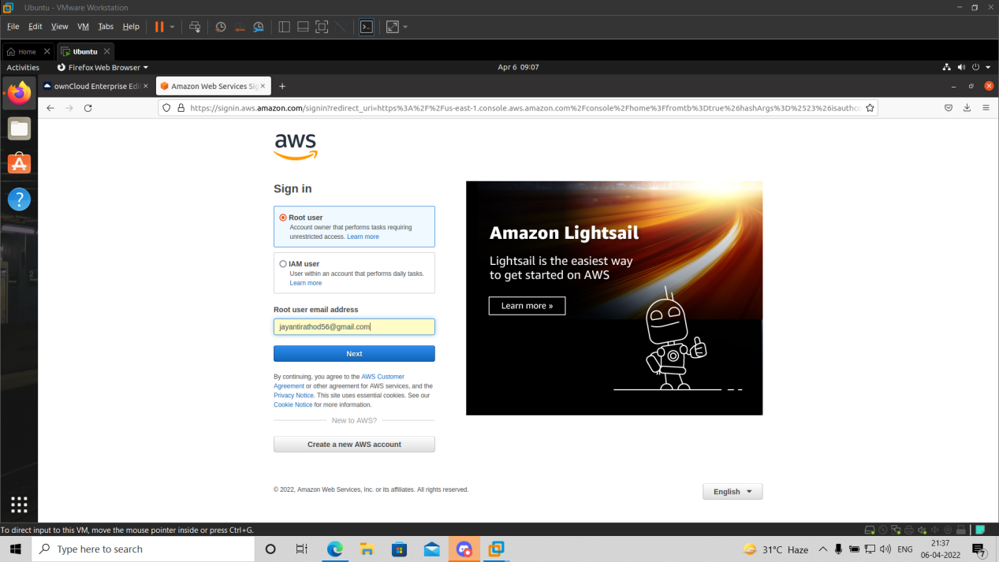 Ubuntu - VMware Workstation
File Edit View VM Tabs Help
Home Ubuntu
Activities Firefox Web Browser Apr 6 09:07
ownCloud Enterprise Edi Amazon Web Services Sig
https://signin.aws.amazon.com/signin?redirect_uri=https%3A%2F%2Fus-east-1.console.aws.amazon.com%2Fconsole%2Fhome%3Ffromtb%3Dtrue%26hashArgs%3D%2523%26isauthco
aws
Sign in
Root user
Account owner that performs tasks requiring
unrestricted access. Learn more
IAM user
User within an account that performs daily tasks.
Learn more
Root user email address
jayantirathod56@gmail.com
Next
By continuing, you agree to the AWS Customer
Agreement or other agreement for AWS services, and the
Privacy Notice. This site uses essential cookies. See our
Cookie Notice for more information.
New to AWS?
Create a new AWS account
Amazon Lightsail
Lightsail is the easiest way
to get started on AWS
Learn more »
© 2022, Amazon Web Services, Inc. or its affiliates. All rights reserved.
English
To direct input to this VM, move the mouse pointer inside or press Ctrl+G.
Type here to search
31°C Haze
ENG
21:37
06-04-2022
7